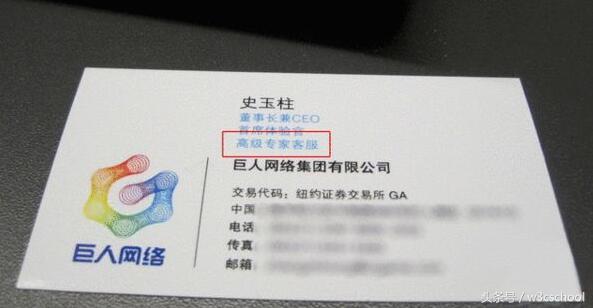 史玉柱
董事长兼CEO
首席体验官
高级专家客服
巨人网络集团有限公司
交易代码：纽约证券交易所 GA
中国
电话：
传真：
邮箱：
巨人网络
头条号 / w3cschool